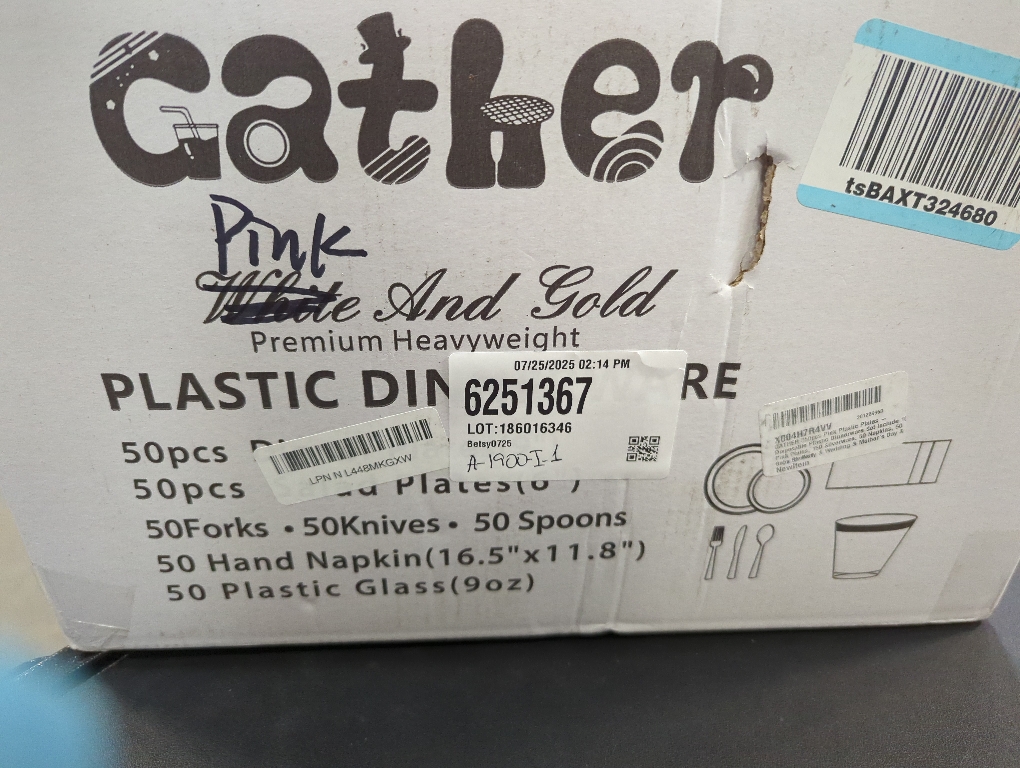 Gather
tsBAXT324680
Pink
White And Gold
Premium Heavyweight
PLASTIC DIN RE
07/25/2025 02:14 PM
6251367
LOT:186016346
Betsy0725
A-1900-I-1
X004H7R4VV
50pcs
LPN N L448MKGXW
50pcs Plates(6")
50Forks • 50Knives • 50 Spoons
50 Hand Napkin(16.5"x11.8")
50 Plastic Glass(9oz)